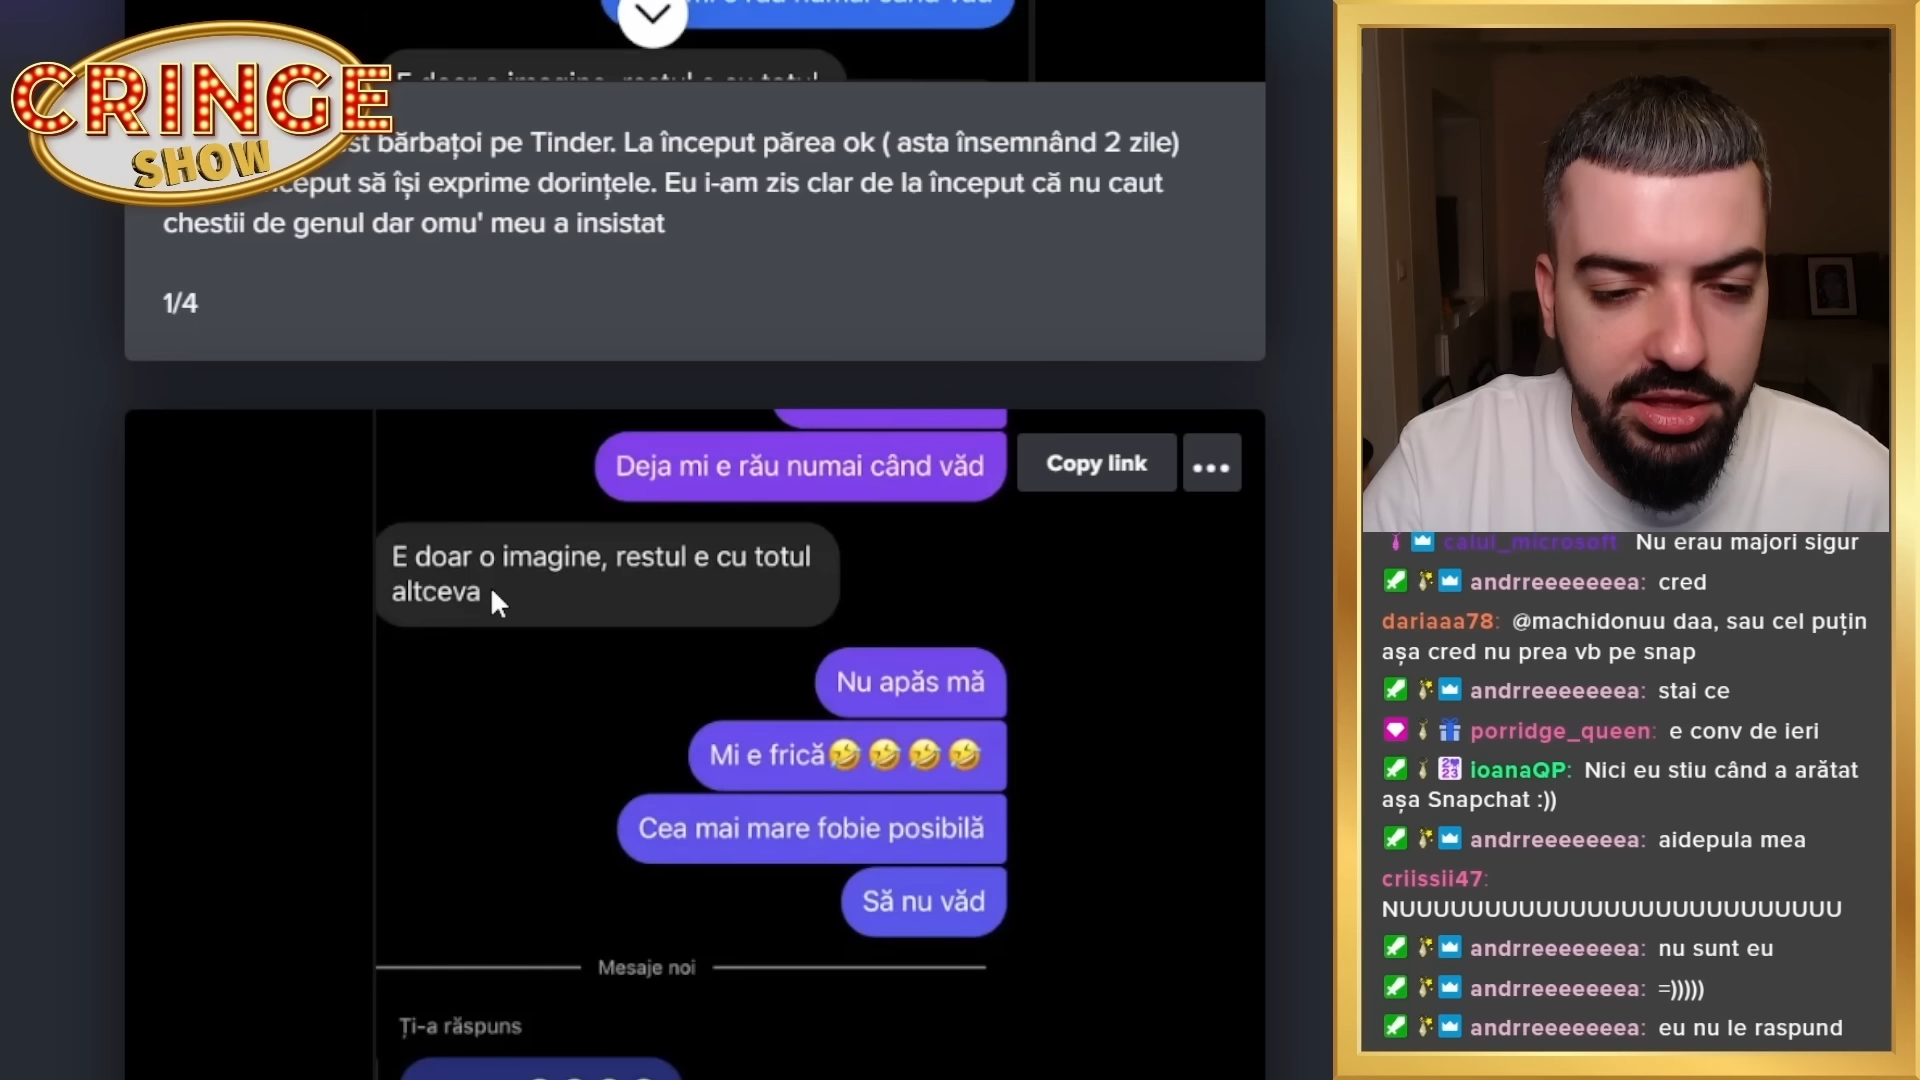 CRINGE
SHOW
bărbațoi pe Tinder. La început părea ok ( asta însemnând 2 zile)
să își exprime dorințele. Eu i-am zis clar de la început că nu caut
chestii de genul dar omu' meu a insistat
1/4
Deja mi e rău numai când văd
Copy link
E doar o imagine, restul e cu totul
altceva
Nu apăs mă
Mi e frică🤣🤣🤣🤣
Cea mai mare fobie posibilă
Să nu văd
Mesaje noi
Ți-a răspuns
calul_microsoft Nu erau majori sigur
andrreeeeeeea: cred
dariaaa78: @machidonuu daa, sau cel puțin
așa cred nu prea vb pe snap
andrreeeeeeea: stai ce
porridge_queen: e conv de ieri
ioanaQP: Nici eu stiu când a arătat
așa Snapchat :))
andrreeeeeeea: aidepula mea
criissii47:
NUUUUUUUUUUUUUUUUUUUUUUUUUU
andrreeeeeeea: nu sunt eu
andrreeeeeeea: =)))))
andrreeeeeeea: eu nu le raspund